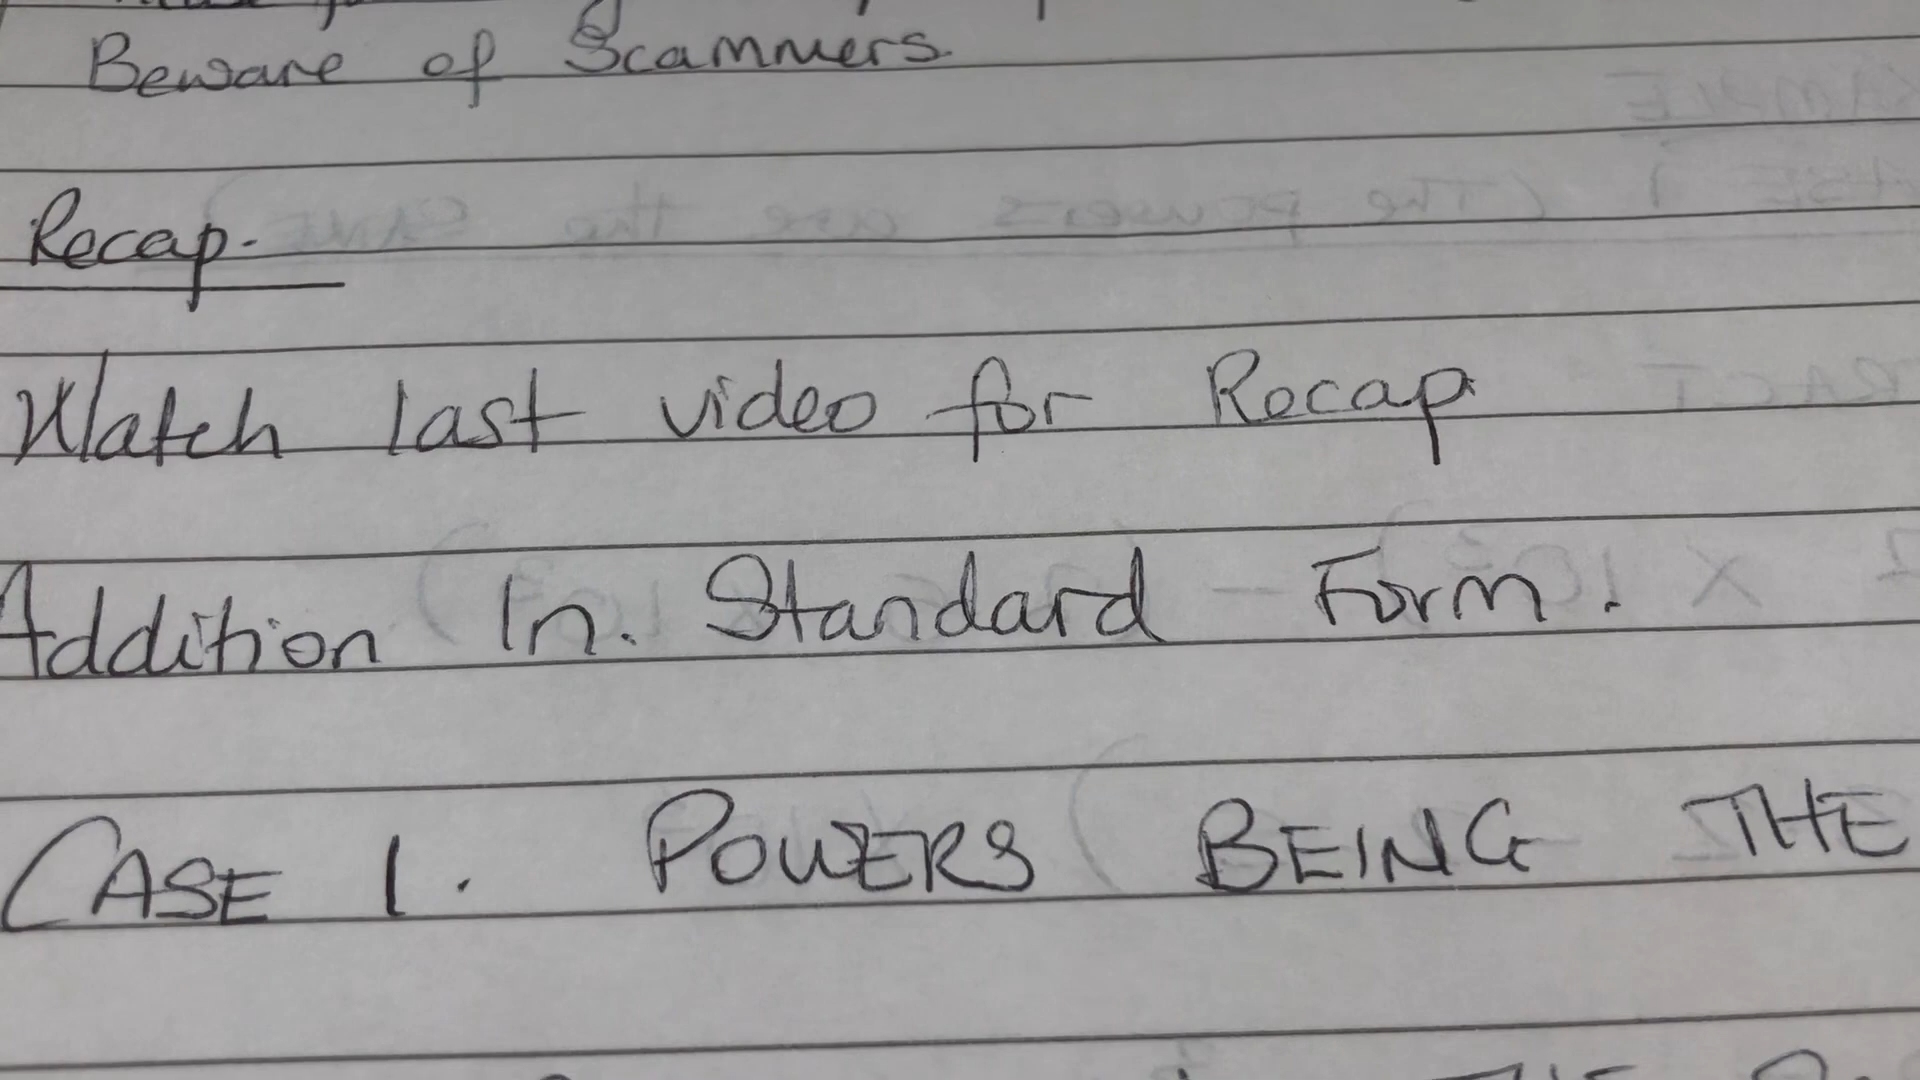 Beware of Scammers.
Recap.
Watch last video for Recap
Addition In. Standard Form.
CASE 1. POWERS BEING THE